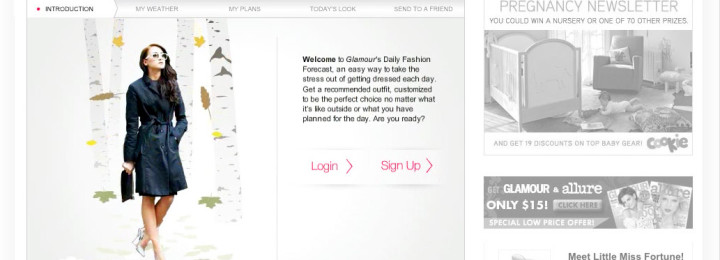 INTRODUCTION
MY WEATHER
MY PLANS
TODAY'S LOOK
SEND TO A FRIEND
Welcome to Glamour's Daily Fashion
Forecast, an easy way to take the
stress out of getting dressed each day.
Get a recommended outfit, customized
to be the perfect choice no matter what
it's like outside or what you have
planned for the day. Are you ready?
Login
Sign Up
PREGNANCY NEWSLETTER
YOU COULD WIN A NURSERY OR ONE OF 70 OTHER PRIZES.
AND GET 19 DISCOUNTS ON TOP BABY GEAR! Cookie
GET GLAMOUR & allure
ONLY $15! CLICK HERE
SPECIAL LOW PRICE OFFER!
allure
Meet Little Miss Fortune!